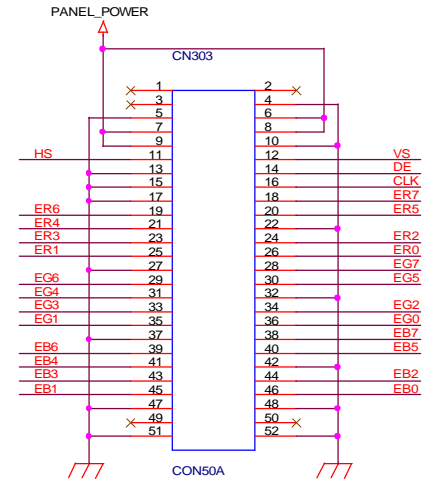 PANEL_POWER
CN303
1 2
3 4
5 6
7 8
9 10
HS 11 12 VS
13 14 DE
15 16 CLK
17 18 ER7
ER6 19 20 ER5
ER4 21 22
ER3 23 24 ER2
ER1 25 26 ER0
27 28 EG7
EG6 29 30 EG5
EG4 31 32
EG3 33 34 EG2
EG1 35 36 EG0
37 38 EB7
EB6 39 40 EB5
EB4 41 42
EB3 43 44 EB2
EB1 45 46 EB0
47 48
49 50
51 52
CON50A